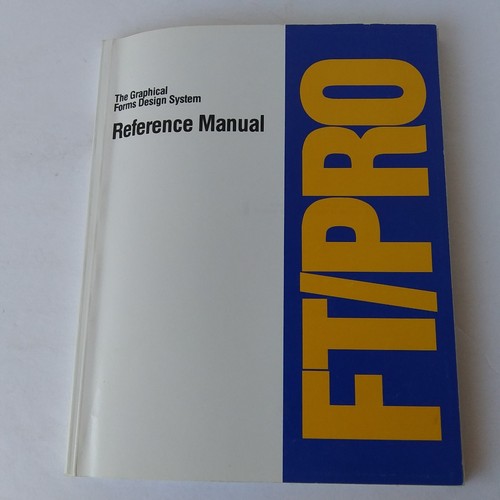 The Graphical
Forms Design System
Reference Manual
FT/PRO